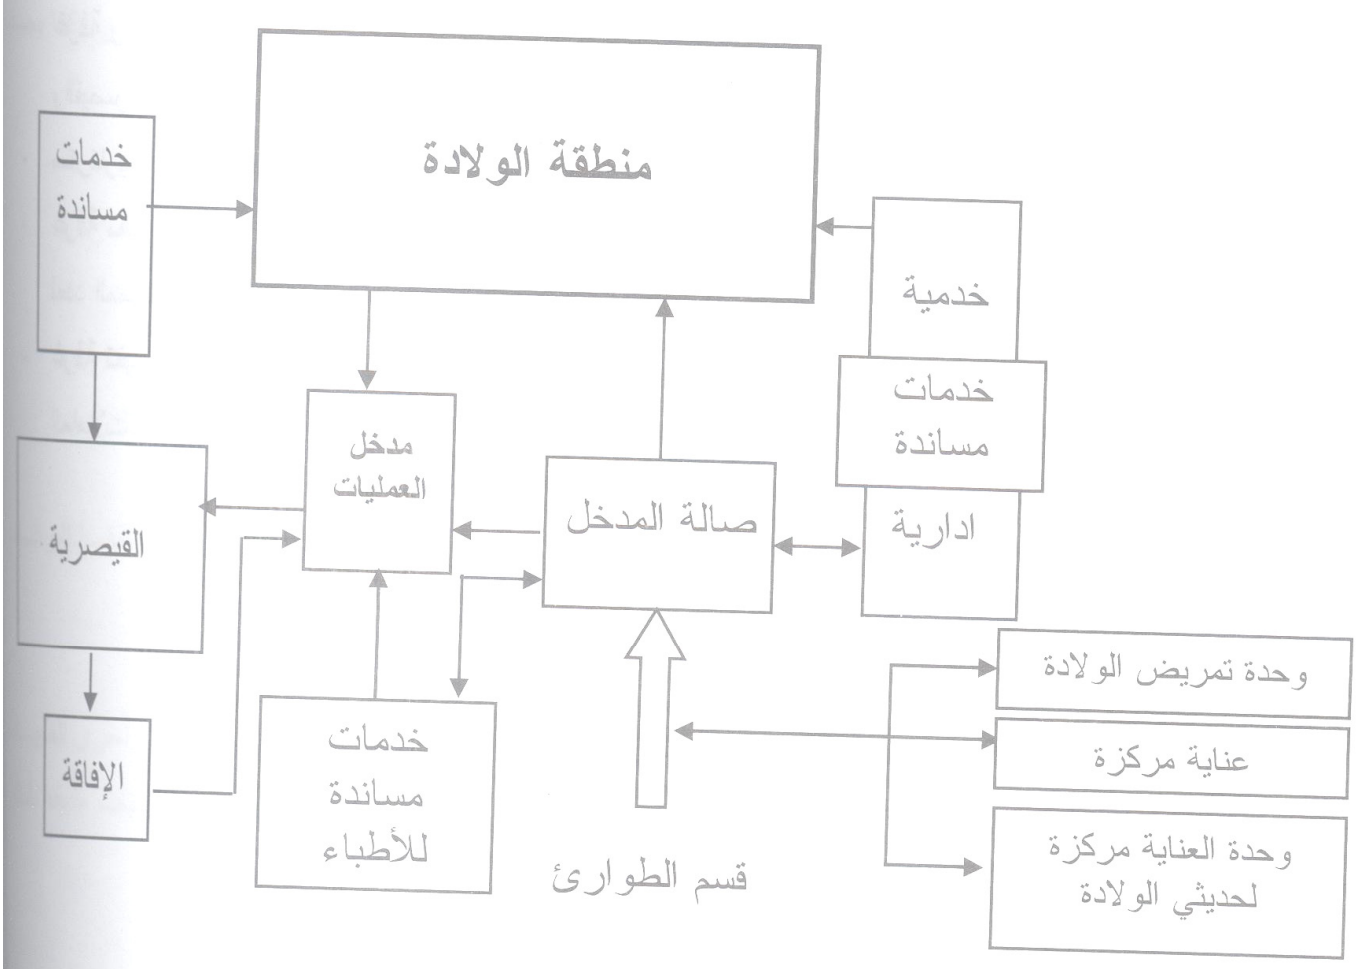 منطقة الولادة
خدمات
مساندة
خدمية
خدمات
مساندة
ادارية
مدخل
العمليات
صالة المدخل
القيصرية
الإفاقة
خدمات
مساندة
للأطباء
قسم الطوارئ
وحدة تمريض الولادة
عناية مركزة
وحدة العناية مركزة
لحديثي الولادة